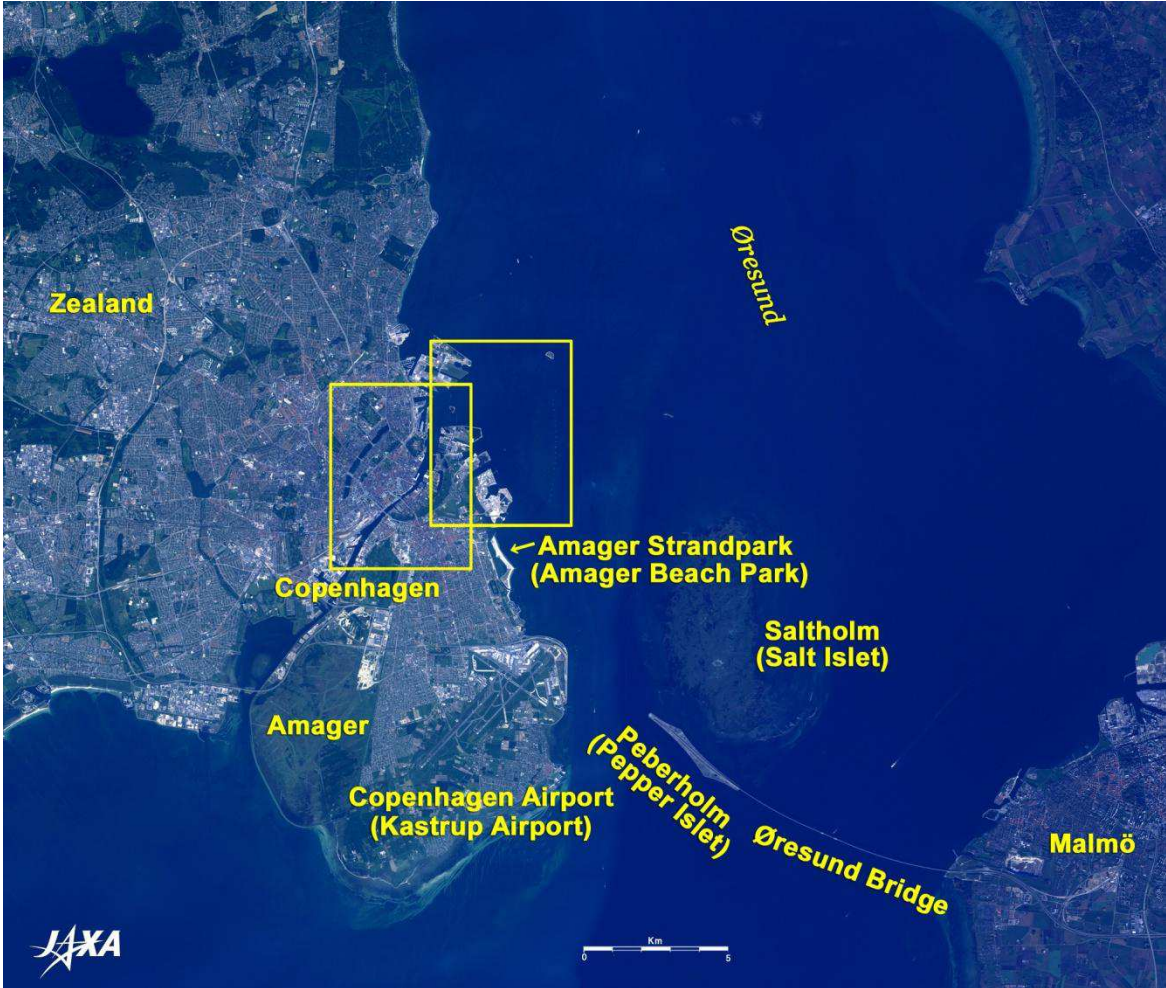 Øresund
Zealand
Amager Strandpark
(Amager Beach Park)
Copenhagen
Saltholm
(Salt Islet)
Amager
Peberholm
(Pepper Islet)
Copenhagen Airport
(Kastrup Airport)
Øresund Bridge
Malmö
JAXA
Km
0 5